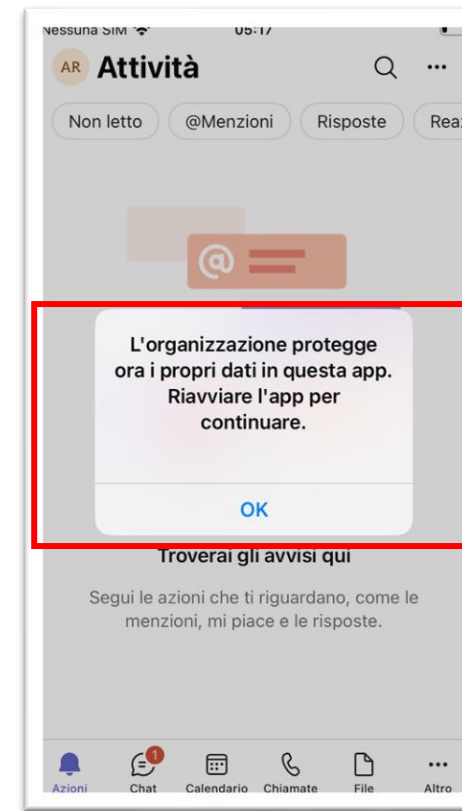 Nessuna SIM 05:17
AR Attività
Non letto @Menzioni Risposte
@
L'organizzazione protegge
ora i propri dati in questa app.
Riavviare l'app per
continuare.
OK
Troverai gli avvisi qui
Segui le azioni che ti riguardano, come le
menzioni, mi piace e le risposte.
1
Azioni Chat Calendario Chiamate File Altro